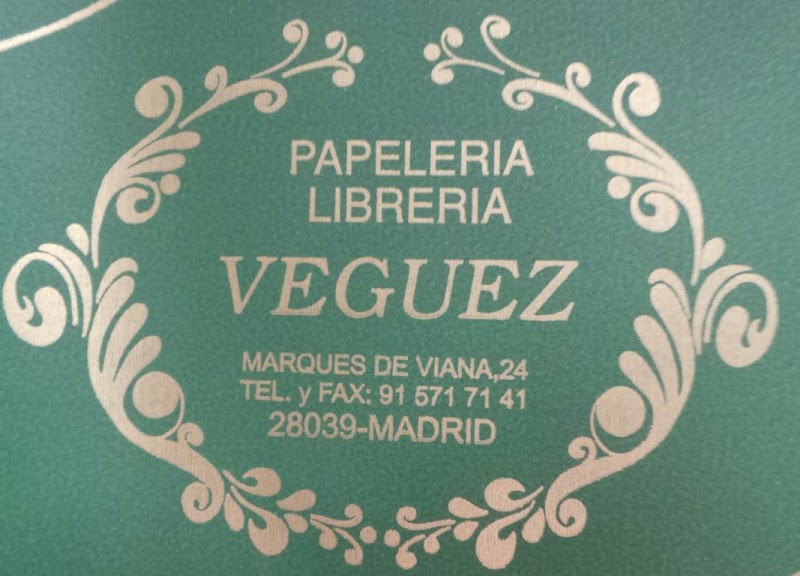 PAPELERIA
LIBRERIA
VEGUEZ
MARQUES DE VIANA,24
TEL. y FAX: 91 571 71 41
28039-MADRID